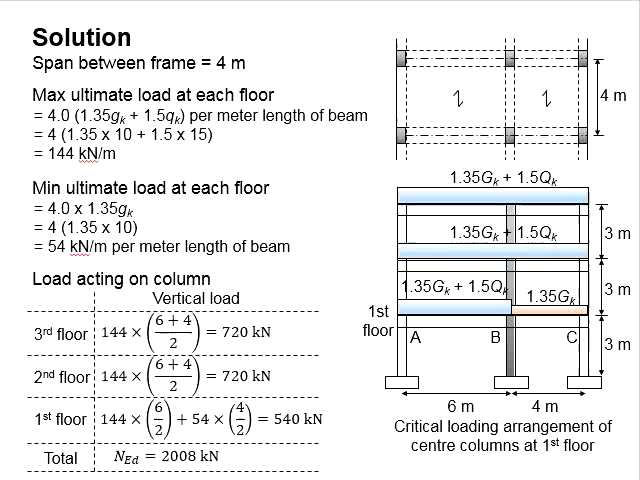 Solution
Span between frame = 4 m
Max ultimate load at each floor
= 4.0 (1.35gk + 1.5qk) per meter length of beam
= 4 (1.35 x 10 + 1.5 x 15)
= 144 kN/m
Min ultimate load at each floor
= 4.0 x 1.35gk
= 4 (1.35 x 10)
= 54 kN/m per meter length of beam
Load acting on column
Vertical load
3rd floor 144 × ((6 + 4)/2) = 720 kN
2nd floor 144 × ((6 + 4)/2) = 720 kN
1st floor 144 × (6/2) + 54 × (4/2) = 540 kN
Total NEd = 2008 kN
4 m
1.35Gk + 1.5Qk
1.35Gk + 1.5Qk
3 m
1.35Gk + 1.5Qk
1.35Gk
3 m
1st
floor
A B C
3 m
6 m 4 m
Critical loading arrangement of
centre columns at 1st floor